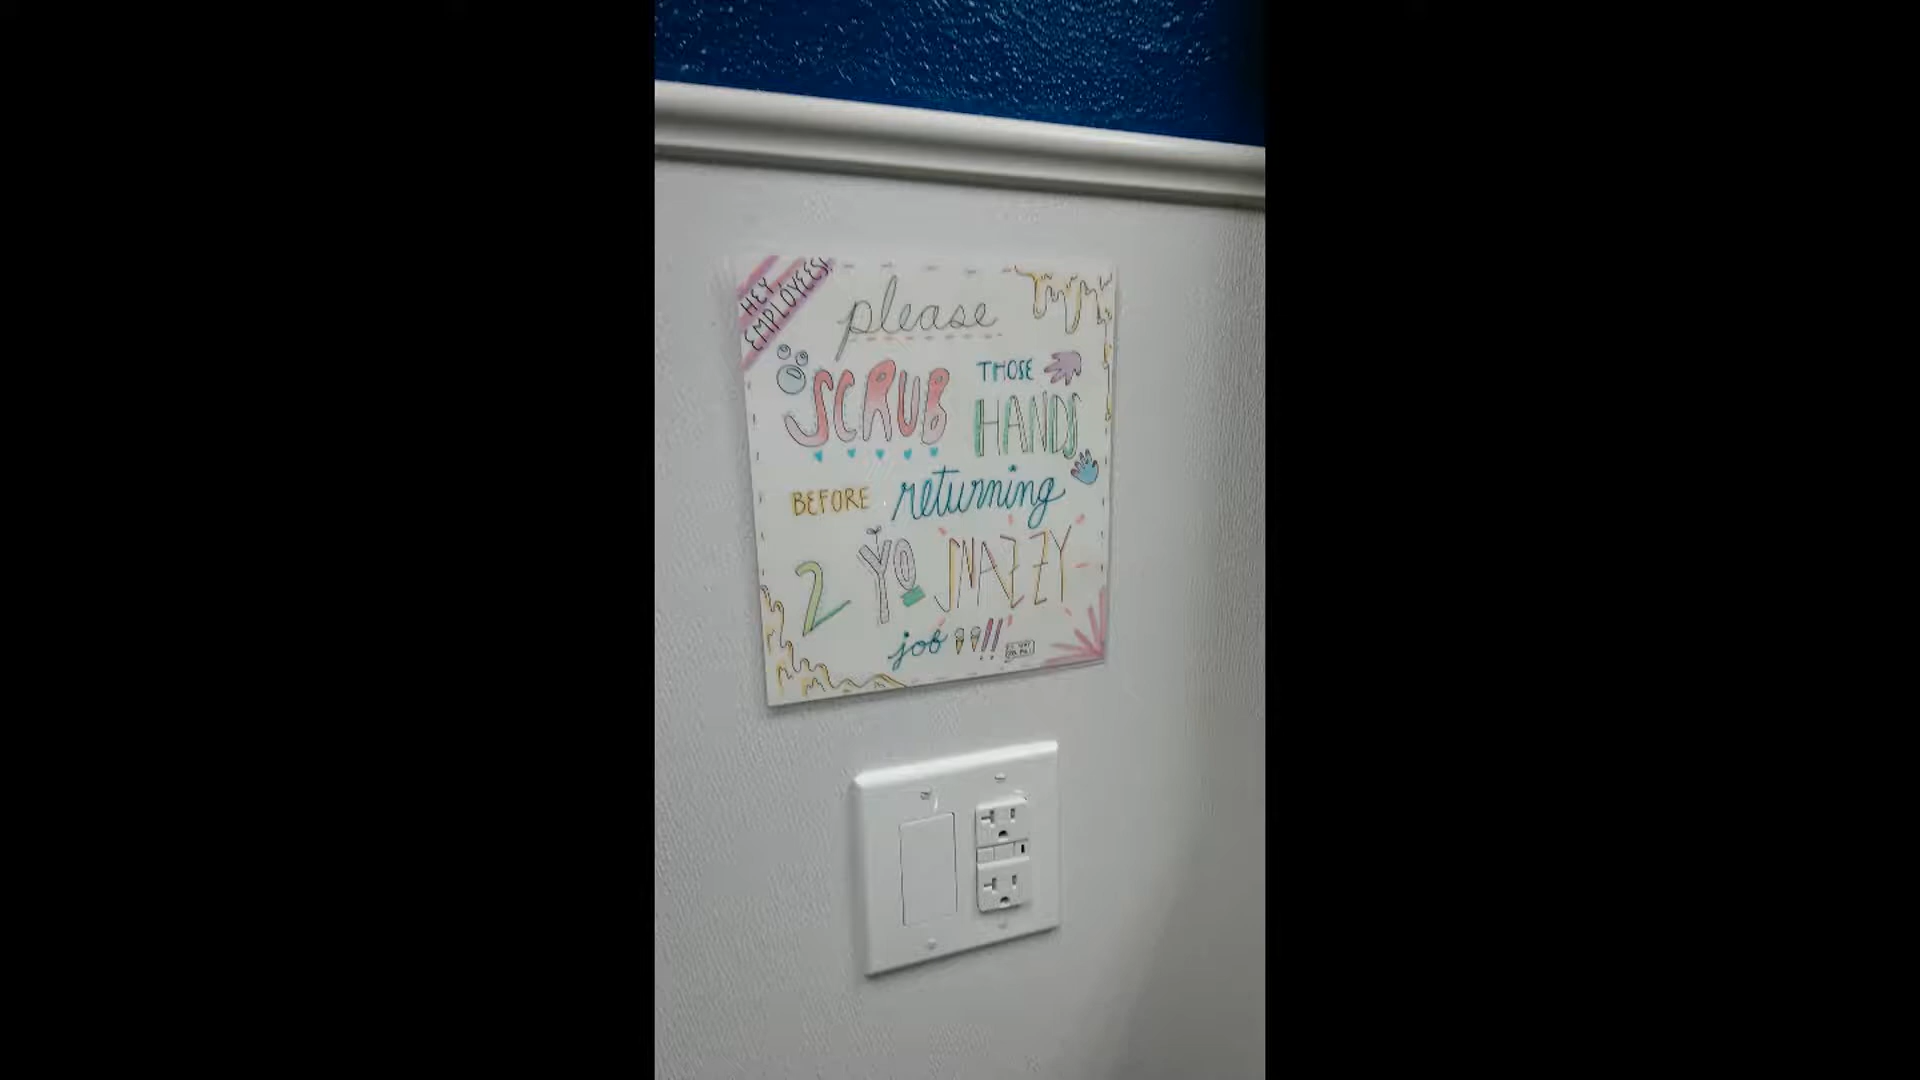 HEY, EMPLOYEES!
please
SCRUB THOSE HANDS
BEFORE returning
2 YO SNAZZY
job !!